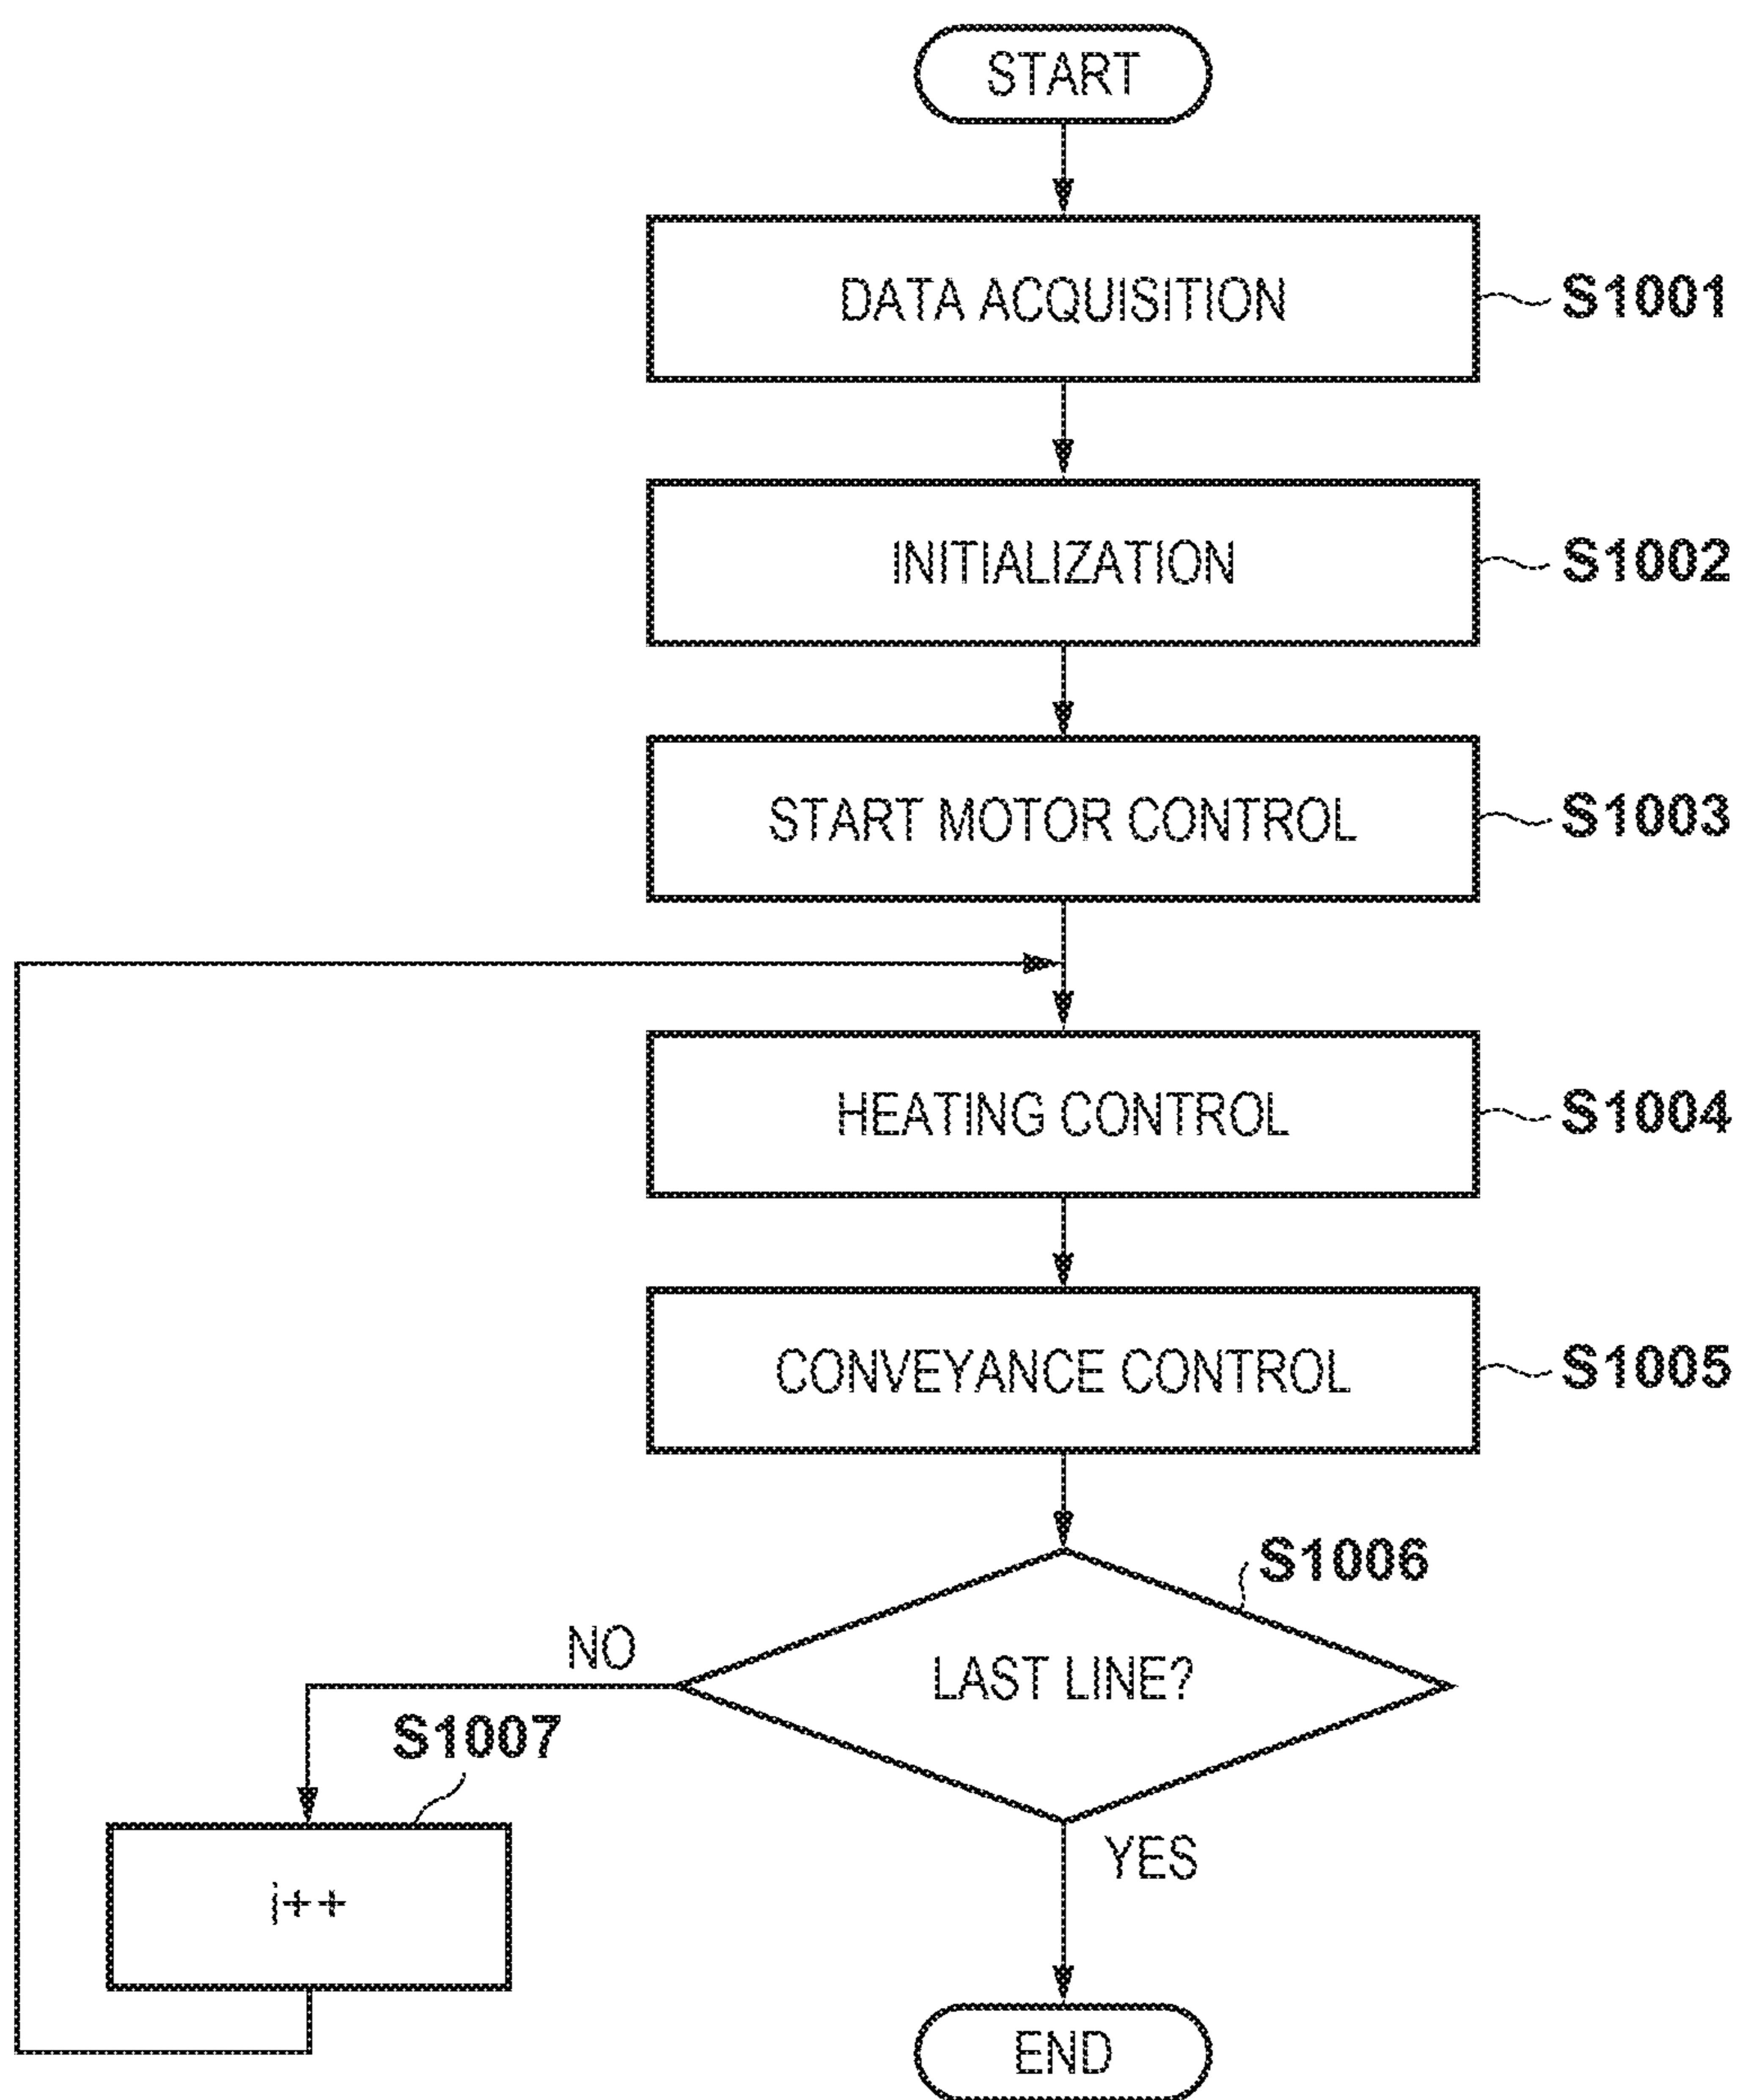 START
DATA ACQUISITION S1001
INITIALIZATION S1002
START MOTOR CONTROL S1003
HEATING CONTROL S1004
CONVEYANCE CONTROL S1005
S1006
LAST LINE?
NO
S1007
YES
i++
END